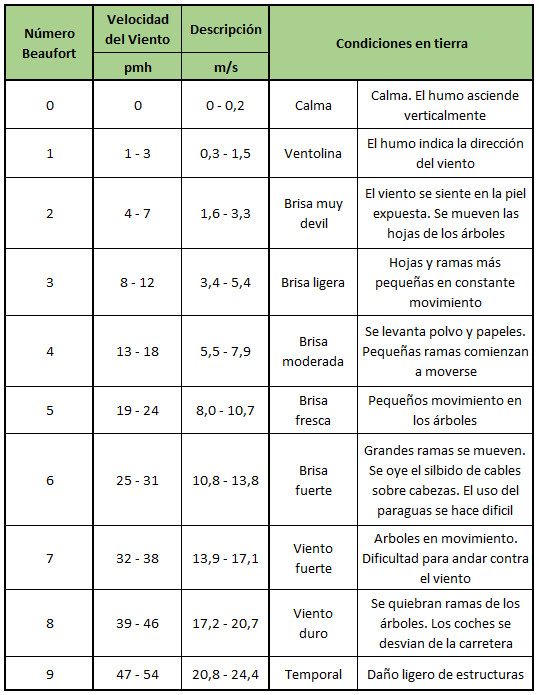 Número
Beaufort
Velocidad
del Viento
Descripción
Condiciones en tierra
pmh
m/s
0
0
0 - 0,2
Calma
Calma. El humo asciende
verticalmente
1
1 - 3
0,3 - 1,5
Ventolina
El humo indica la dirección
del viento
2
4 - 7
1,6 - 3,3
Brisa muy
devil
El viento se siente en la piel
expuesta. Se mueven las
hojas de los árboles
3
8 - 12
3,4 - 5,4
Brisa ligera
Hojas y ramas más
pequeñas en constante
movimiento
4
13 - 18
5,5 - 7,9
Brisa
moderada
Se levanta polvo y papeles.
Pequeñas ramas comienzan
a moverse
5
19 - 24
8,0 - 10,7
Brisa
fresca
Pequeños movimiento en
los árboles
6
25 - 31
10,8 - 13,8
Brisa
fuerte
Grandes ramas se mueven.
Se oye el silbido de cables
sobre cabezas. El uso del
paraguas se hace dificil
7
32 - 38
13,9 - 17,1
Viento
fuerte
Arboles en movimiento.
Dificultad para andar contra
el viento
8
39 - 46
17,2 - 20,7
Viento
duro
Se quiebran ramas de los
árboles. Los coches se
desvian de la carretera
9
47 - 54
20,8 - 24,4
Temporal
Daño ligero de estructuras